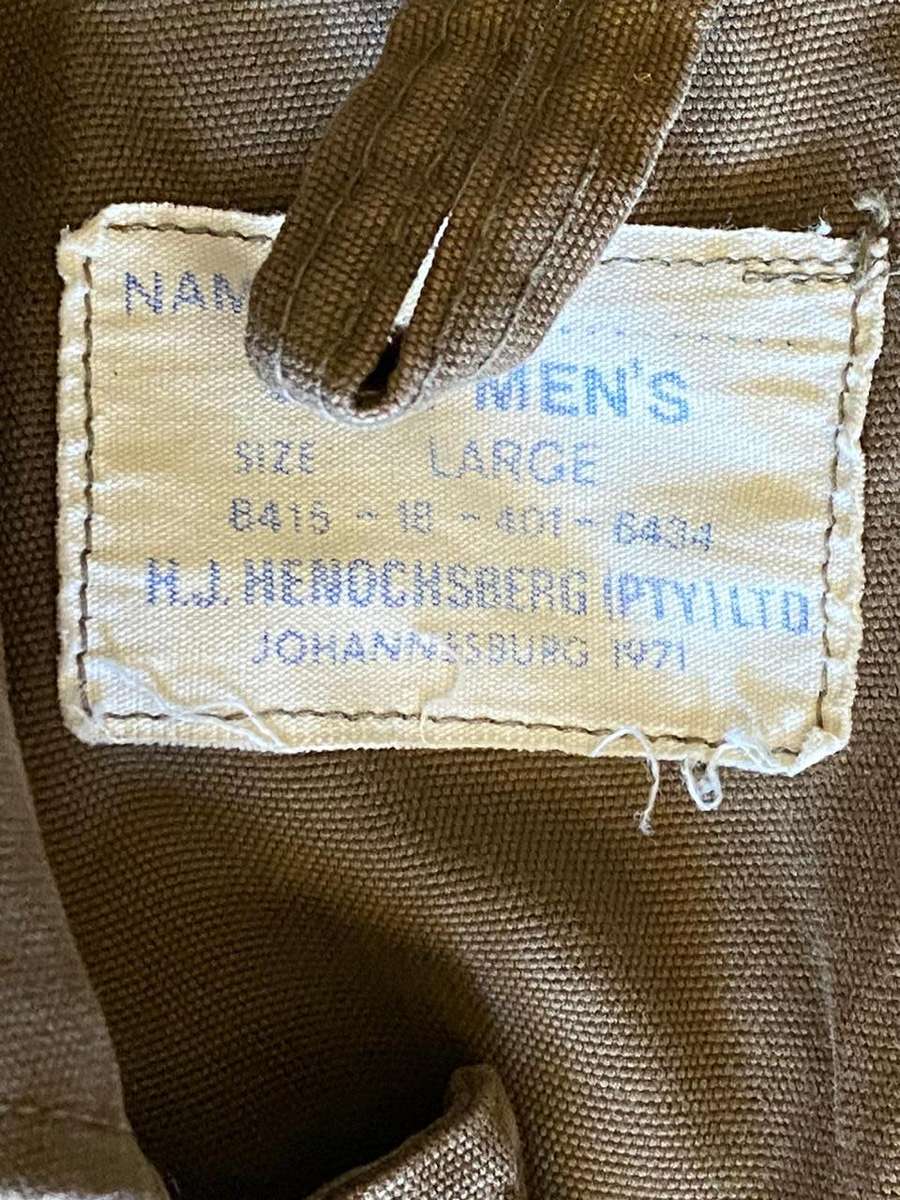 NAM
MEN'S
SIZE LARGE
8415 - 18 - 401 - 6434
H.J. HENOCHSBERG (PTY) LTD
JOHANNESBURG 1971